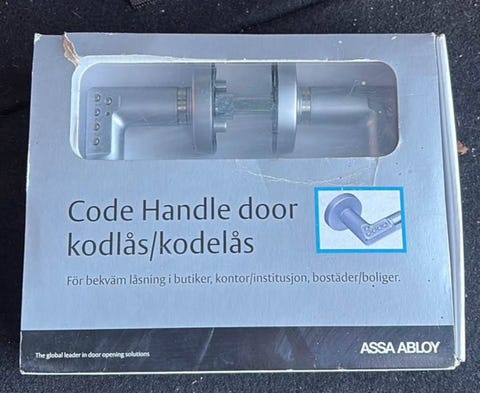 Code Handle door
kodlås/kodelås
För bekväm låsning i butiker, kontor/institusjon, bostäder/boliger.
The global leader in door opening solutions
ASSA ABLOY